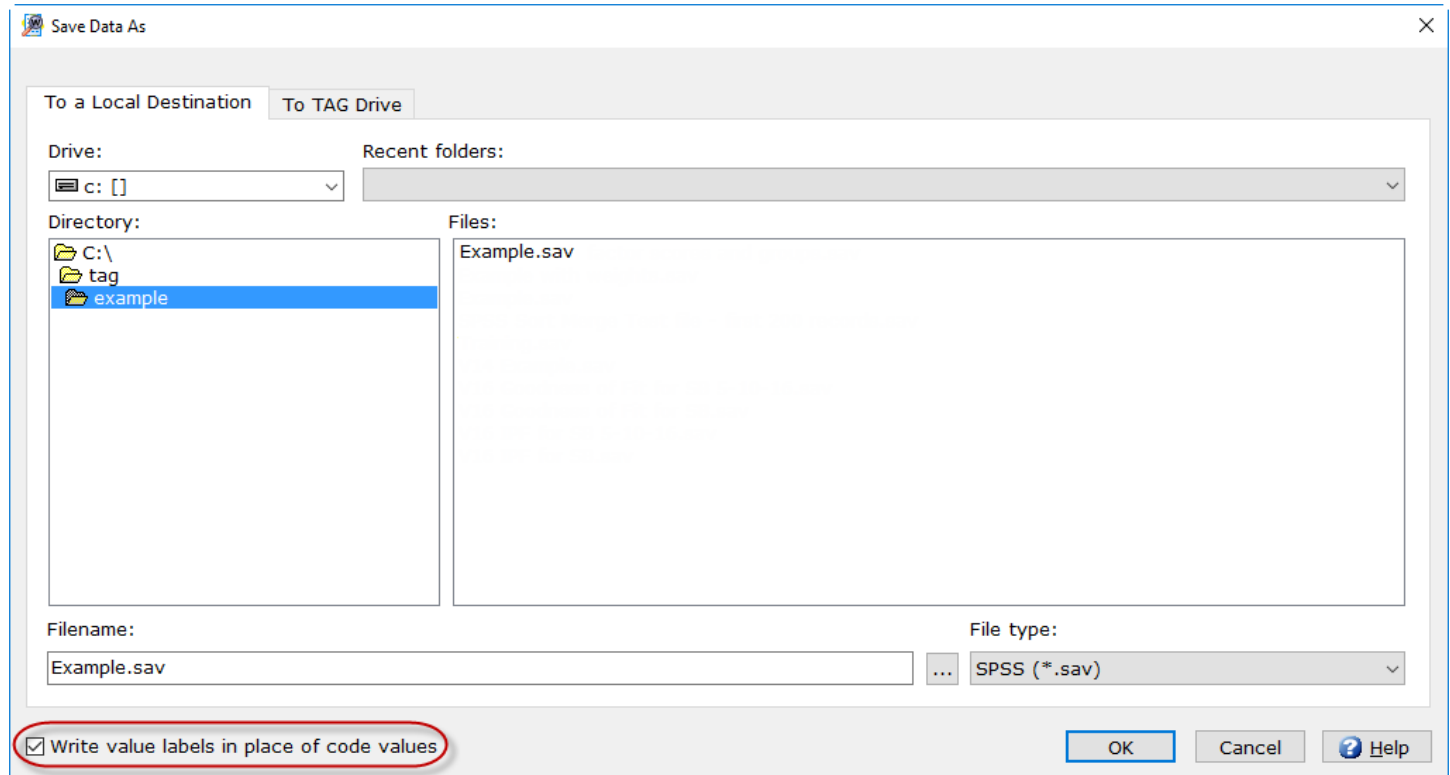 Save Data As
To a Local Destination
To TAG Drive
Drive:
Recent folders:
c: []
Directory:
Files:
C:\
tag
example
Example.sav
Filename:
File type:
Example.sav
...
SPSS (*.sav)
Write value labels in place of code values
OK
Cancel
Help